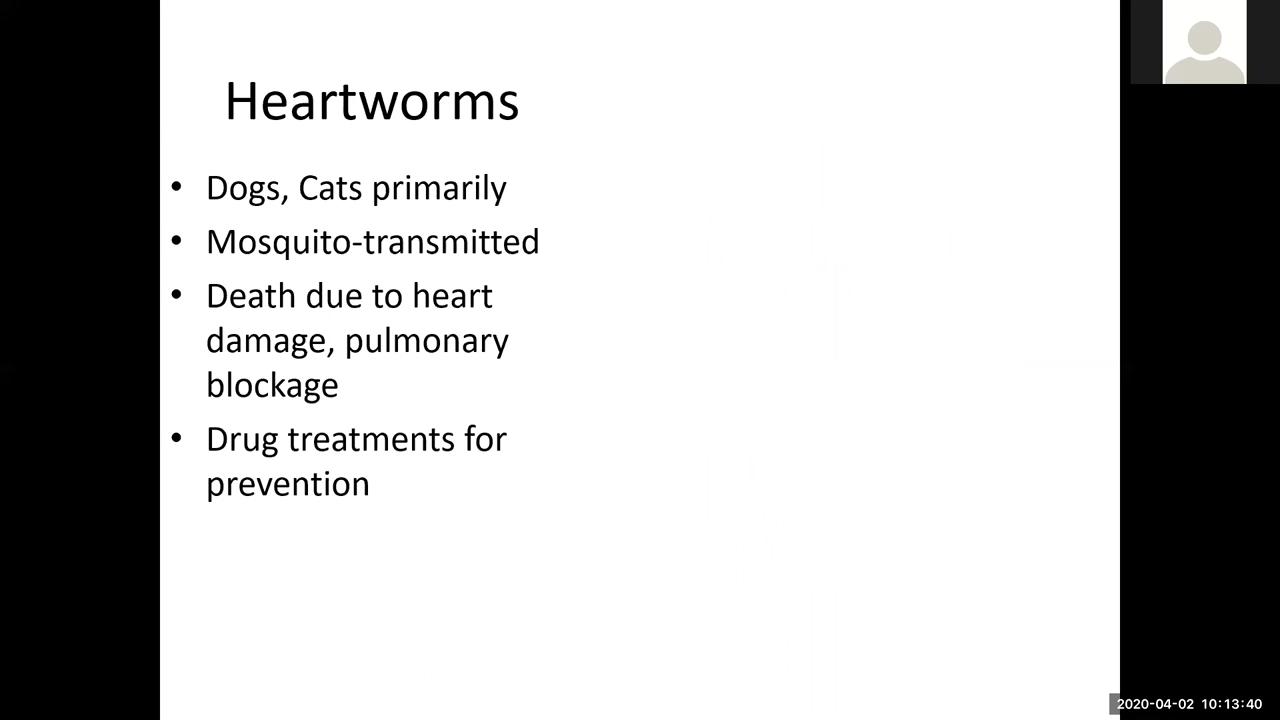 Heartworms
• Dogs, Cats primarily
• Mosquito-transmitted
• Death due to heart
damage, pulmonary
blockage
• Drug treatments for
prevention
2020-04-02 10:13:40